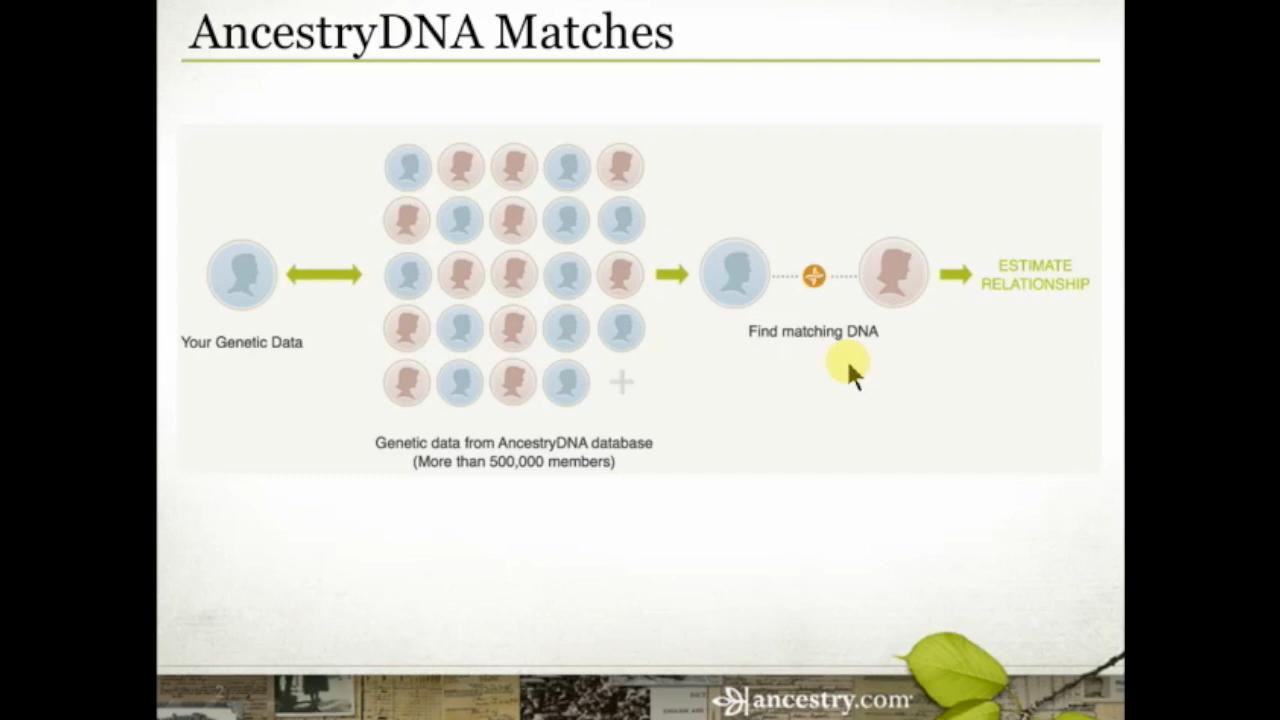 AncestryDNA Matches
Your Genetic Data
Genetic data from AncestryDNA database
(More than 500,000 members)
Find matching DNA
ESTIMATE
RELATIONSHIP
2
ancestry.com